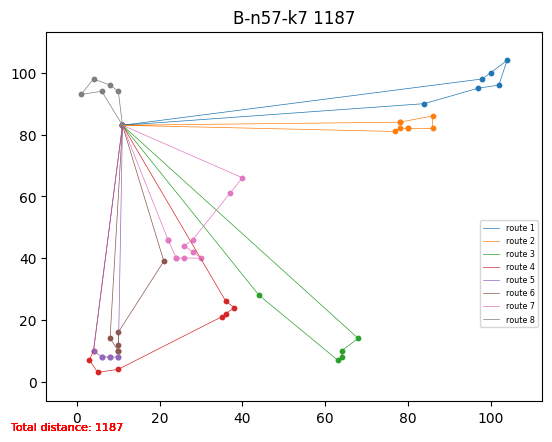 B-n57-k7 1187
100
80
60
40
20
0
route 1
route 2
route 3
route 4
route 5
route 6
route 7
route 8
0 20 40 60 80 100
Total distance: 1187